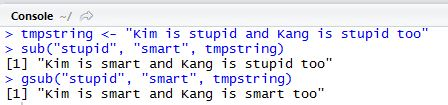 Console ~/
> tmpstring <- "Kim is stupid and Kang is stupid too"
> sub("stupid", "smart", tmpstring)
[1] "Kim is smart and Kang is stupid too"
> gsub("stupid", "smart", tmpstring)
[1] "Kim is smart and Kang is smart too"